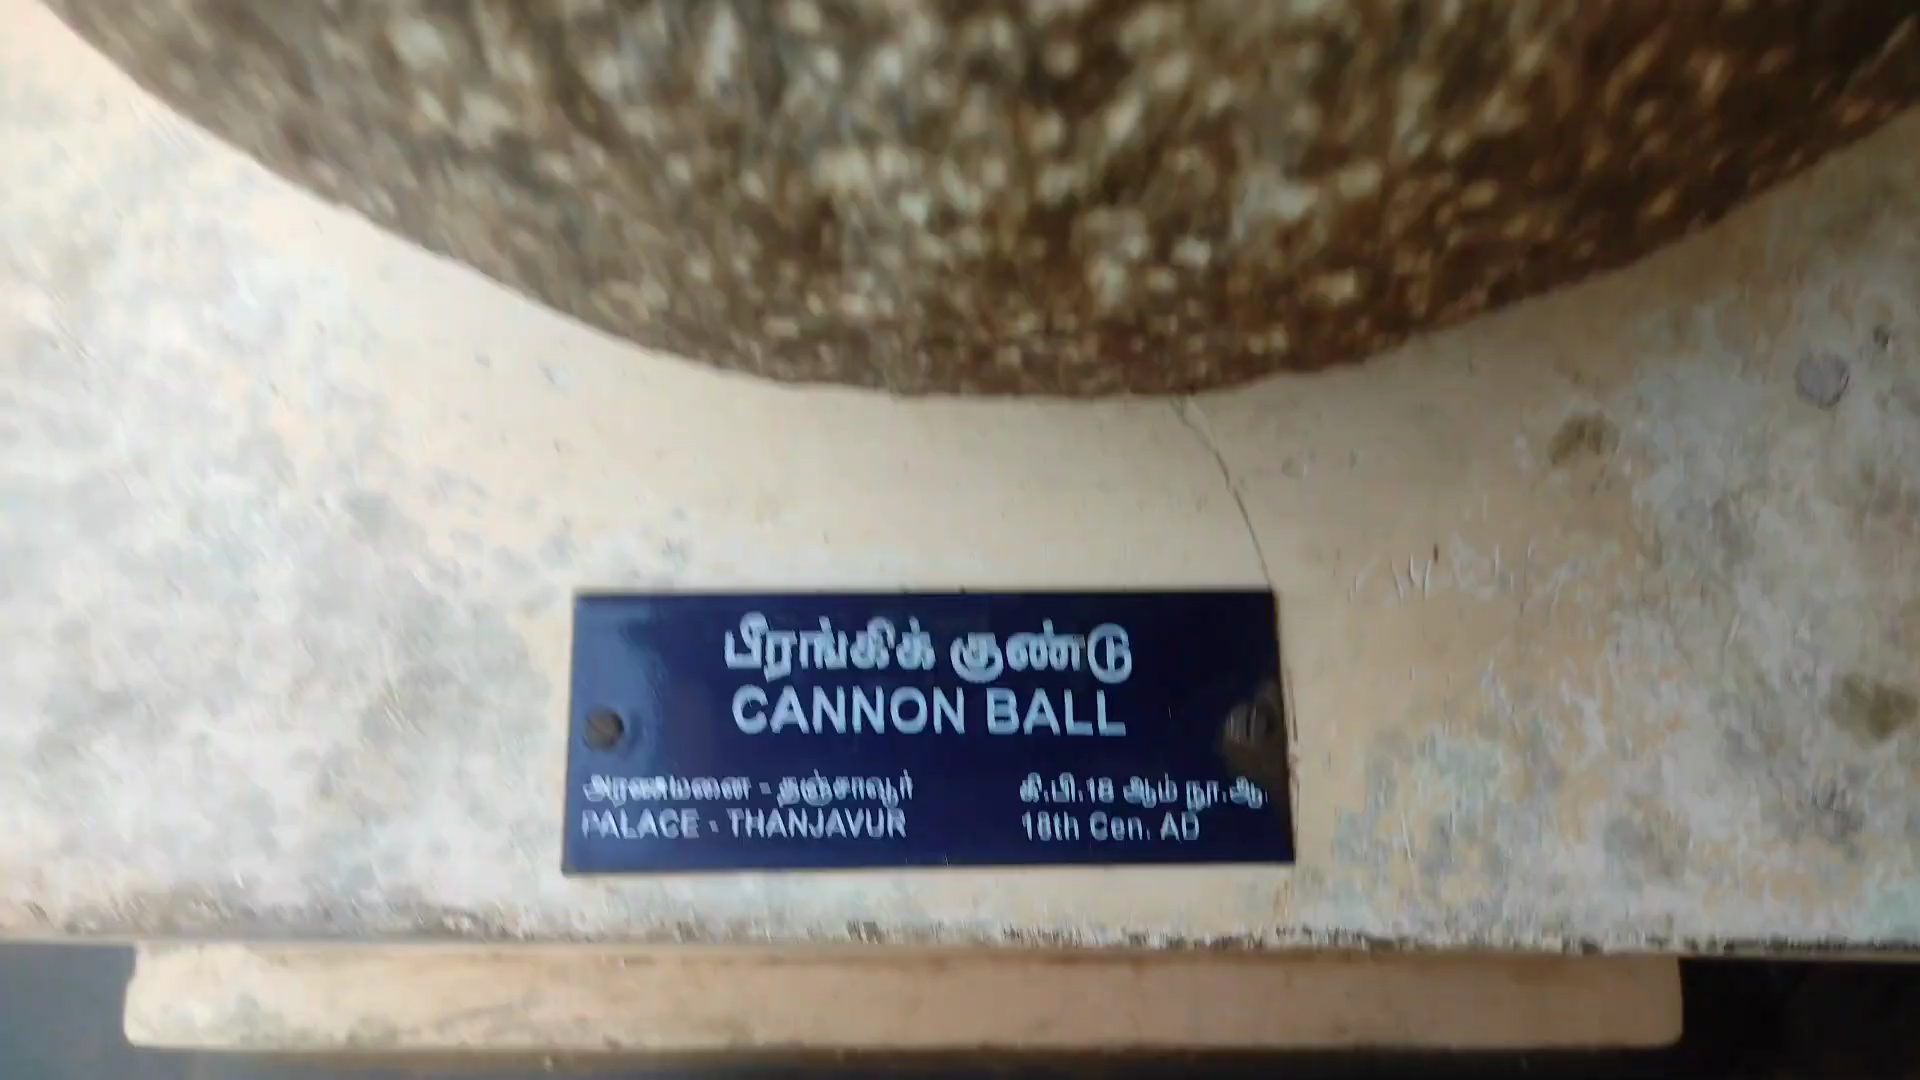 பீரங்கிக் குண்டு
CANNON BALL
அரண்மனை - தஞ்சாவூர்
PALACE - THANJAVUR
கி.பி.18 ஆம் நூ.ஆ.
18th Cen. AD